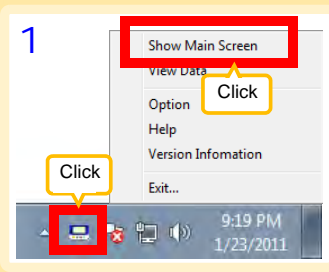 1
Show Main Screen
View Data
Click
Option
Help
Version Infomation
Click
Exit...
9:19 PM
1/23/2011